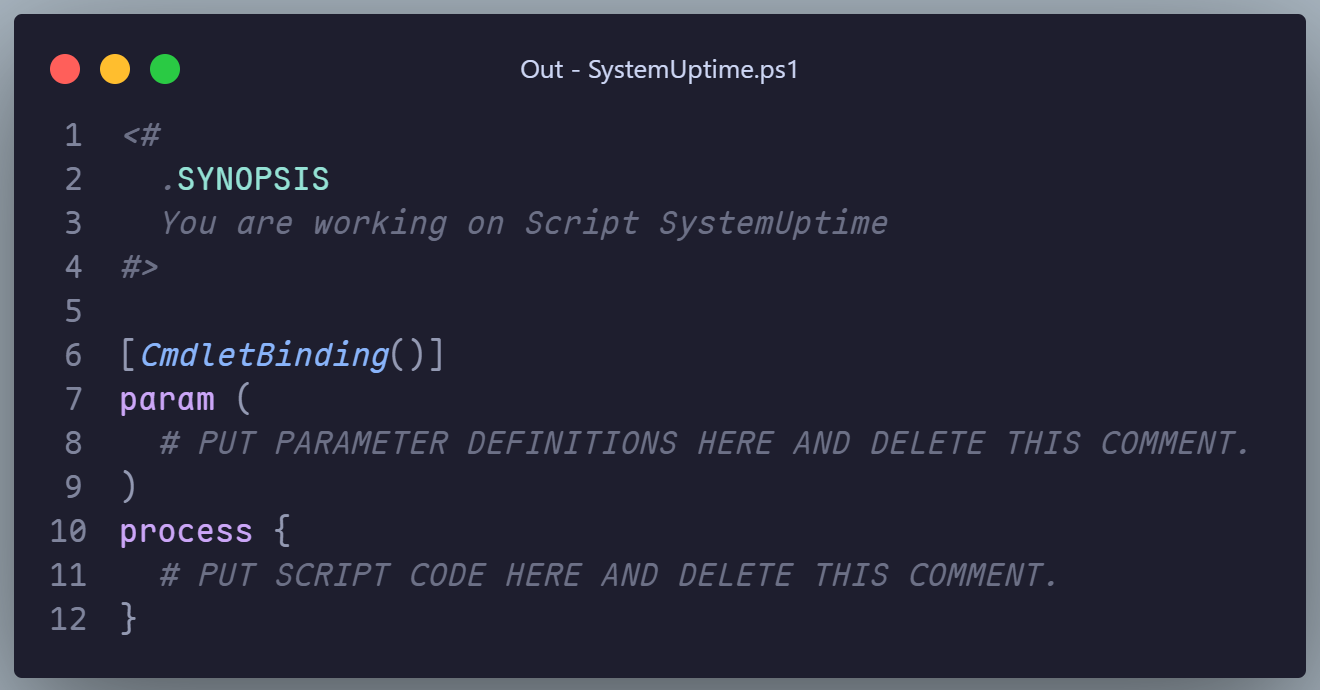 Out - SystemUptime.ps1
1 <#
2   .SYNOPSIS
3   You are working on Script SystemUptime
4 #>
5
6 [CmdletBinding()]
7 param (
8   # PUT PARAMETER DEFINITIONS HERE AND DELETE THIS COMMENT.
9 )
10 process {
11   # PUT SCRIPT CODE HERE AND DELETE THIS COMMENT.
12 }